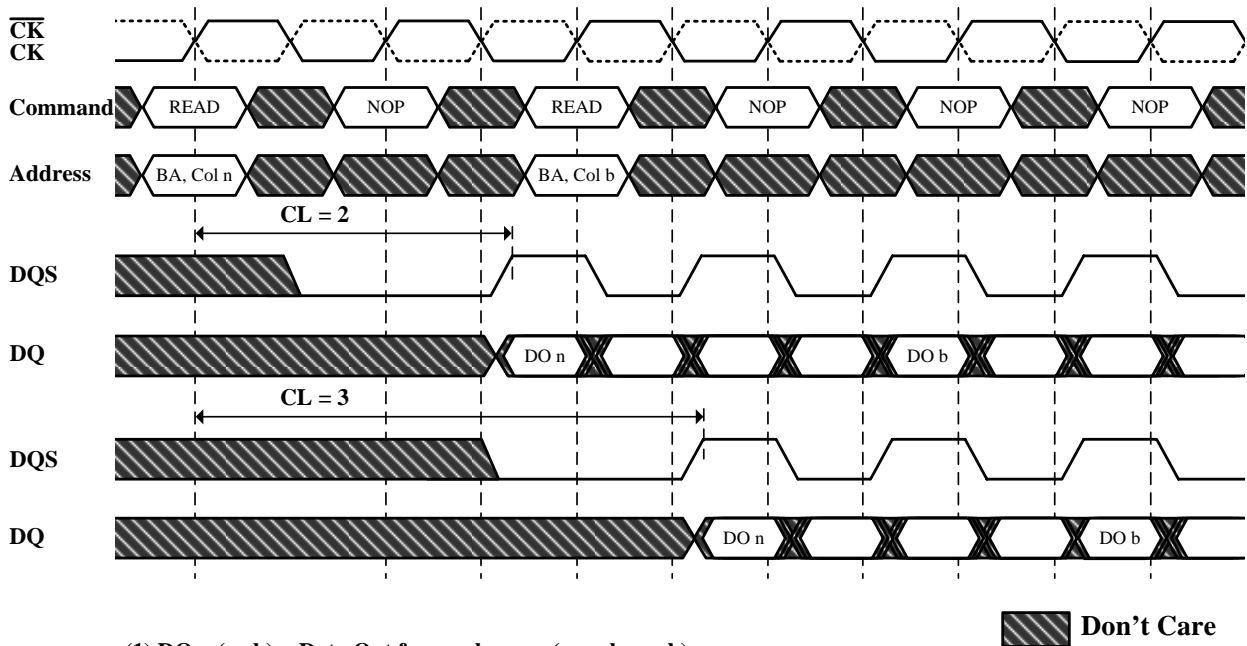 CK
CK
Command READ NOP READ NOP NOP NOP
Address BA, Col n BA, Col b
CL = 2
DQS
DQ DO n DO b
CL = 3
DQS
DQ DO n DO b
Don't Care